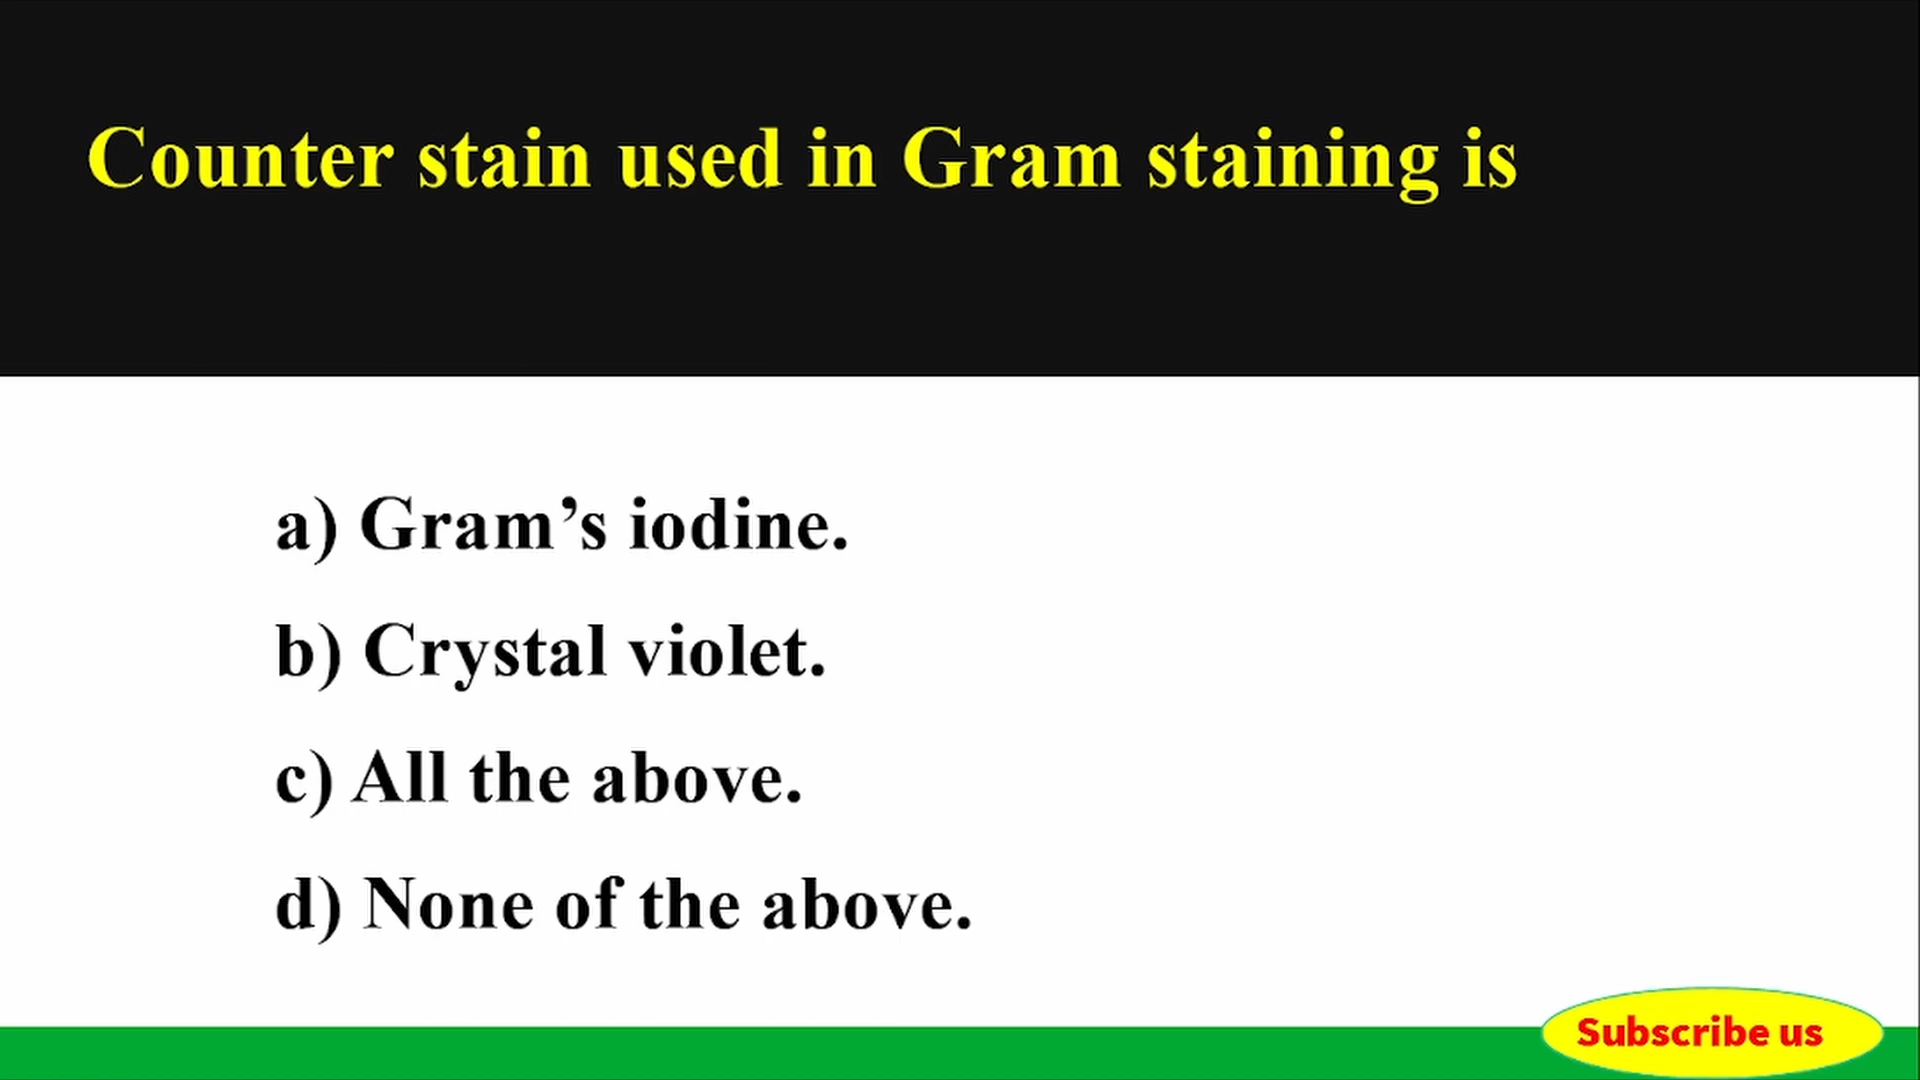 Counter stain used in Gram staining is
a) Gram’s iodine.
b) Crystal violet.
c) All the above.
d) None of the above.
Subscribe us